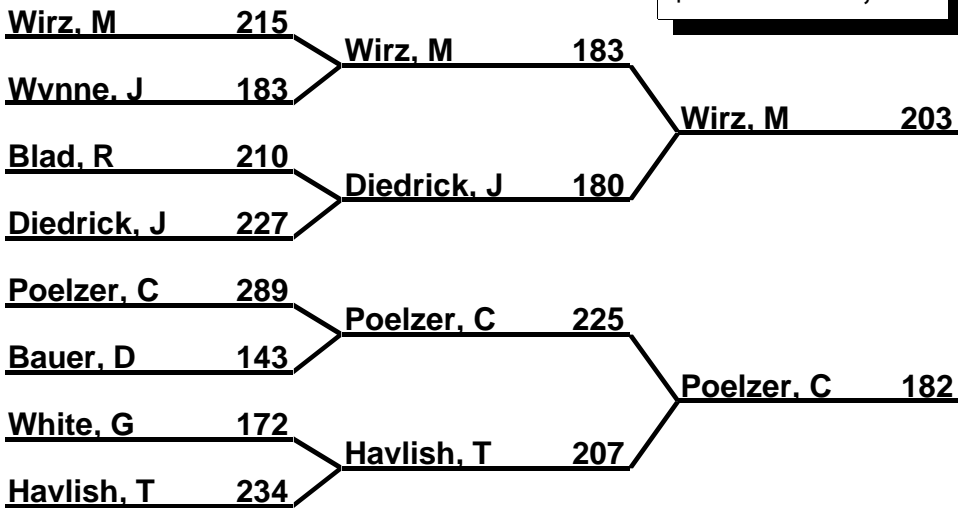 Wirz, M 215
Wirz, M 183
Wynne, J 183
Wirz, M 203
Blad, R 210
Diedrick, J 180
Diedrick, J 227
Poelzer, C 289
Poelzer, C 225
Bauer, D 143
Poelzer, C 182
White, G 172
Havlish, T 207
Havlish, T 234